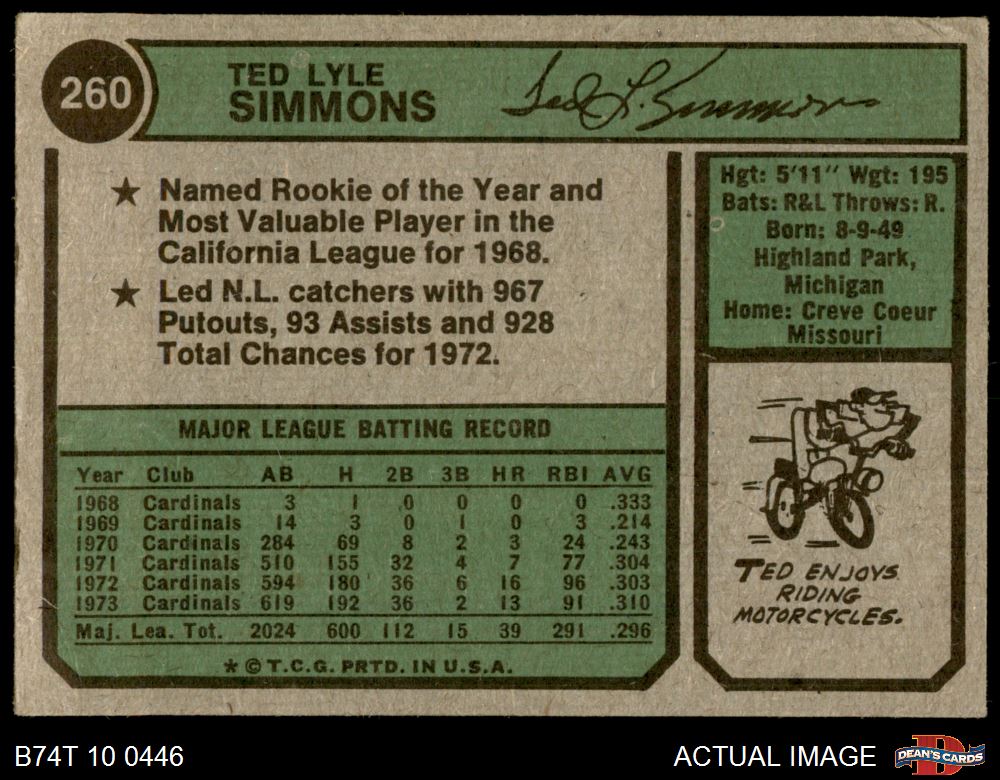 260
TED LYLE
SIMMONS
Ted L. Simmons
★ Named Rookie of the Year and
Most Valuable Player in the
California League for 1968.
★ Led N.L. catchers with 967
Putouts, 93 Assists and 928
Total Chances for 1972.
Hgt: 5'11" Wgt: 195
Bats: R&L Throws: R.
Born: 8-9-49
Highland Park,
Michigan
Home: Creve Coeur
Missouri
MAJOR LEAGUE BATTING RECORD
Year Club AB H 2B 3B HR RBI AVG
1968 Cardinals 3 1 0 0 0 0 .333
1969 Cardinals 14 3 0 1 0 3 .214
1970 Cardinals 284 69 8 2 3 24 .243
1971 Cardinals 510 155 32 4 7 77 .304
1972 Cardinals 594 180 36 6 16 96 .303
1973 Cardinals 619 192 36 2 13 91 .310
Maj. Lea. Tot. 2024 600 112 15 39 291 .296
★ © T.C.G. PRTD. IN U.S.A.
TED ENJOYS
RIDING
MOTORCYCLES.
B74T 10 0446
ACTUAL IMAGE
D
DEAN'S CARDS